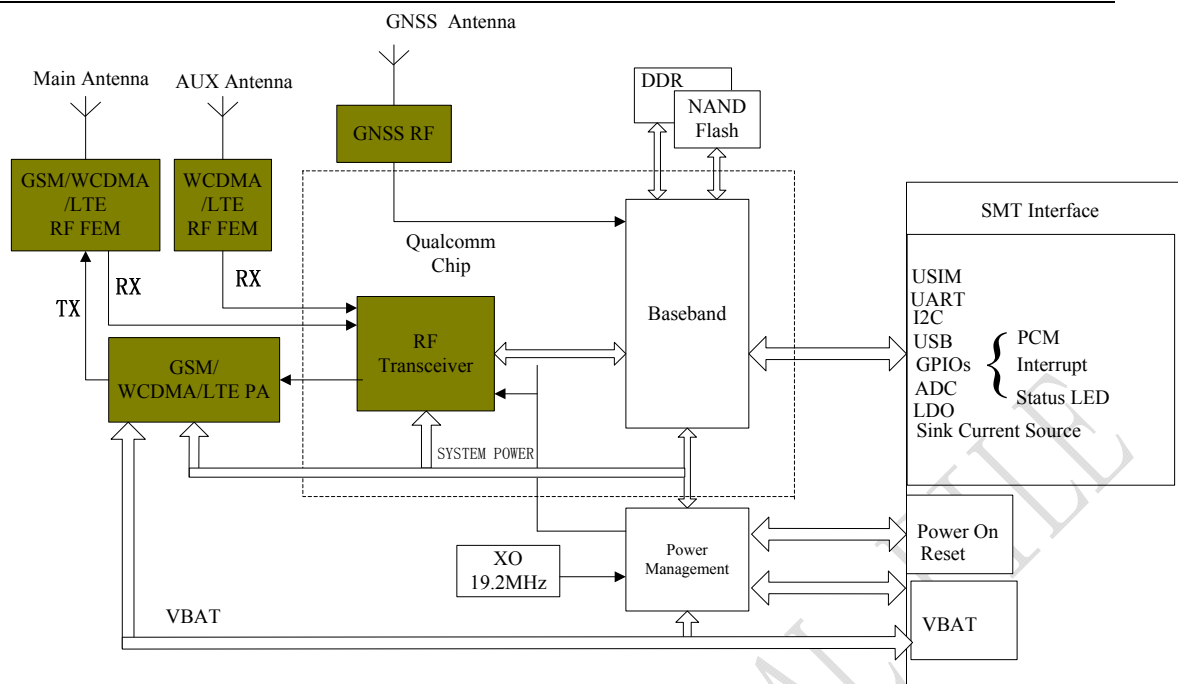 GNSS Antenna
Main Antenna
AUX Antenna
DDR
NAND
Flash
GNSS RF
GSM/WCDMA
/LTE
RF FEM
WCDMA
/LTE
RF FEM
SMT Interface
Qualcomm
Chip
TX
RX
RX
USIM
UART
I2C
USB
GPIOs
ADC
LDO
Sink Current Source
PCM
Interrupt
Status LED
Baseband
RF
Transceiver
GSM/
WCDMA/LTE PA
SYSTEM POWER
Power
Management
XO
19.2MHz
Power On
Reset
VBAT
VBAT